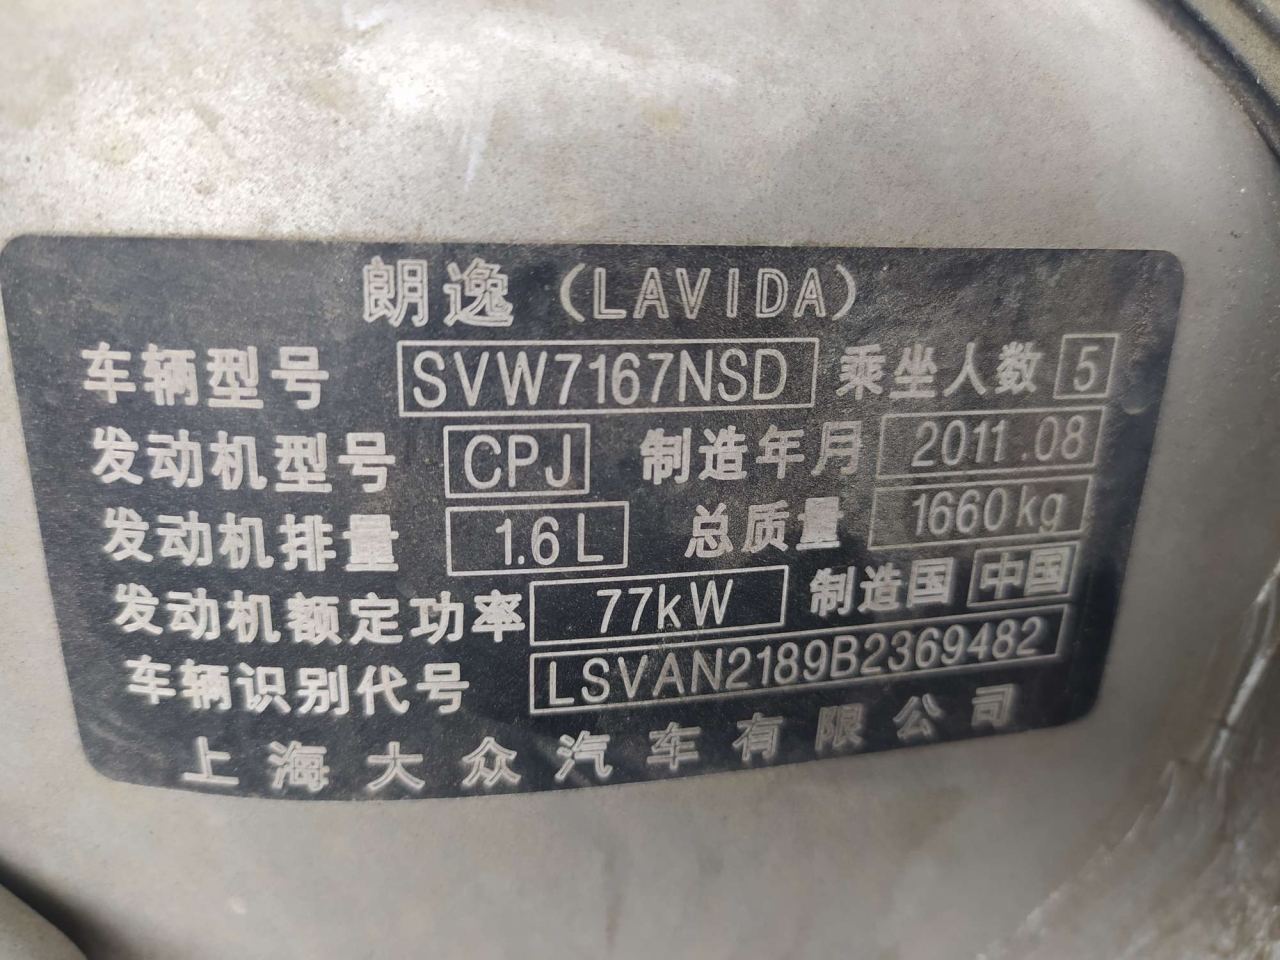 朗逸（LAVIDA）
车辆型号 SVW7167NSD 乘坐人数 5
发动机型号 CPJ 制造年月 2011.08
发动机排量 1.6L 总质量 1660kg
发动机额定功率 77kW 制造国 中国
车辆识别代号 LSVAN2189B2369482
上海大众汽车有限公司